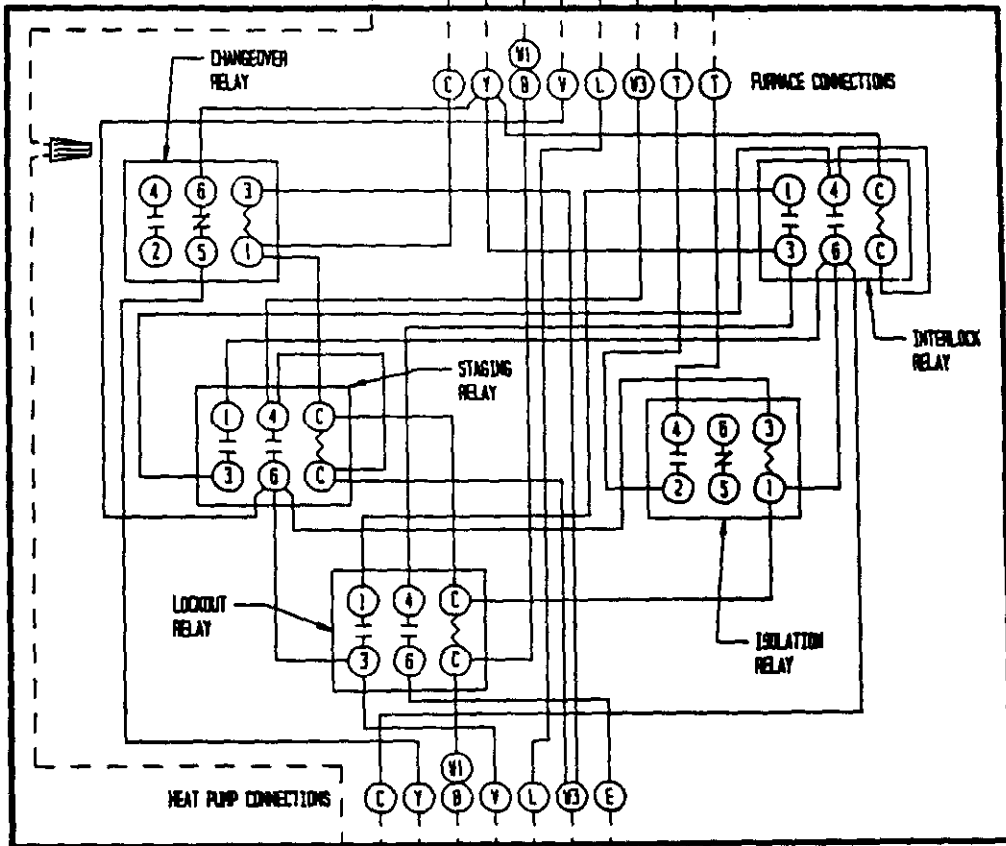 CHANGEOVER
RELAY
W1
C Y B V L W3 T T
FURNACE CONNECTIONS
4 6 3
2 5 1
1 4 C
3 6 C
INTERLOCK
RELAY
STAGING
RELAY
1 4 C
3 6 C
4 6 3
2 5 1
LOCKOUT
RELAY
1 4 C
3 6 C
ISOLATION
RELAY
W1
HEAT PUMP CONNECTIONS
C Y B V L W3 E